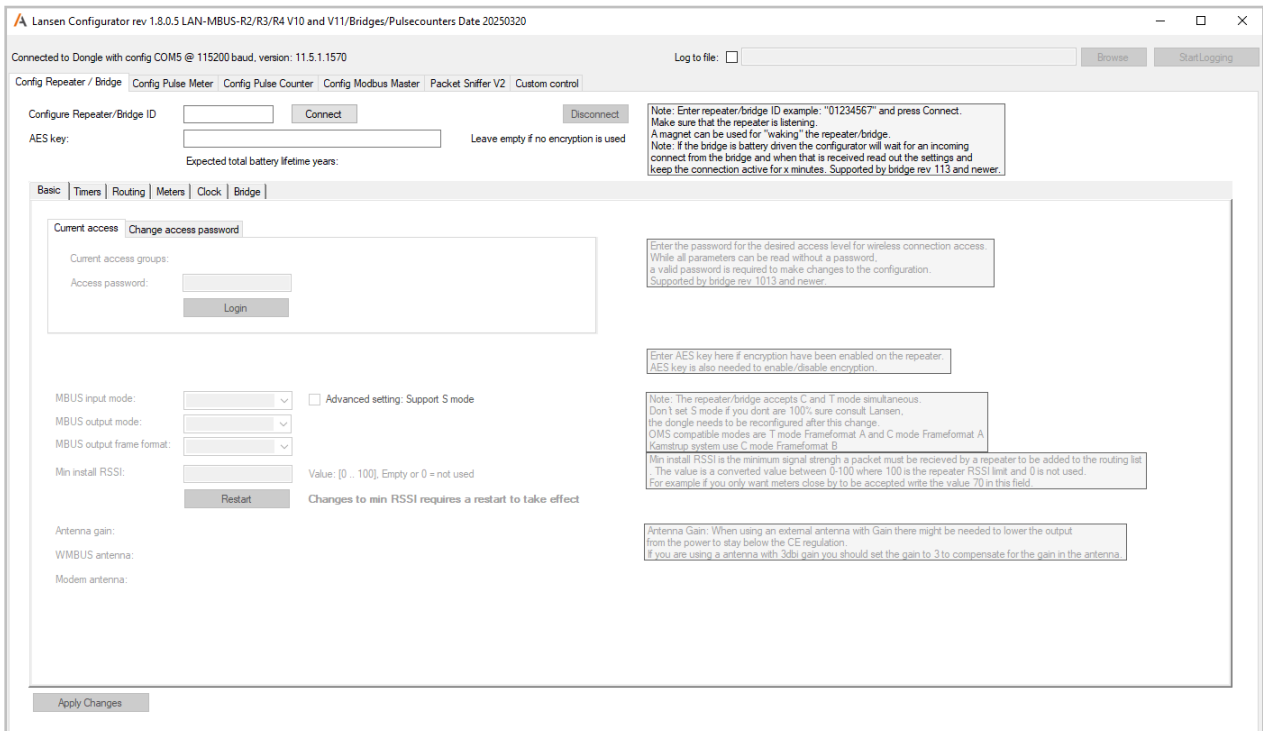 Lansen Configurator rev 1.8.0.5 LAN-MBUS-R2/R3/R4 V10 and V11/Bridges/Pulsecounters Date 20250320
Connected to Dongle with config COM5 @ 115200 baud, version: 11.5.1.1570
Log to file:
Browse
StartLogging
Config Repeater / Bridge
Config Pulse Meter
Config Pulse Counter
Config Modbus Master
Packet Sniffer V2
Custom control
Configure Repeater/Bridge ID
Connect
Disconnect
AES key:
Leave empty if no encryption is used
Expected total battery lifetime years:
Note: Enter repeater/bridge ID example: "01234567" and press Connect.
Make sure that the repeater is listening.
A magnet can be used for "waking" the repeater/bridge.
Note: If the bridge is battery driven the configurator will wait for an incoming
connect from the bridge and when that is received read out the settings and
keep the connection active for x minutes. Supported by bridge rev 113 and newer.
Basic
Timers
Routing
Meters
Clock
Bridge
Current access
Change access password
Current access groups:
Access password:
Login
Enter the password for the desired access level for wireless connection access.
While all parameters can be read without a password,
a valid password is required to make changes to the configuration.
Supported by bridge rev 1013 and newer.
Enter AES key here if encryption have been enabled on the repeater.
AES key is also needed to enable/disable encryption.
MBUS input mode:
Advanced setting: Support S mode
MBUS output mode:
MBUS output frame format:
Note: The repeater/bridge accepts C and T mode simultaneous.
Don't set S mode if you dont are 100% sure consult Lansen,
the dongle needs to be reconfigured after this change.
OMS compatible modes are T mode Frameformat A and C mode Frameformat A
Kamstrup system use C mode Frameformat B
Min install RSSI:
Value: [0 .. 100], Empty or 0 = not used
Restart
Changes to min RSSI requires a restart to take effect
Min install RSSI is the minimum signal strengh a packet must be recieved by a repeater to be added to the routing list
. The value is a converted value between 0-100 where 100 is the repeater RSSI limit and 0 is not used.
For example if you only want meters close by to be accepted write the value 70 in this field.
Antenna gain:
WMBUS antenna:
Modem antenna:
Antenna Gain: When using an external antenna with Gain there might be needed to lower the output
from the power to stay below the CE regulation.
If you are using a antenna with 3dbi gain you should set the gain to 3 to compensate for the gain in the antenna.
Apply Changes